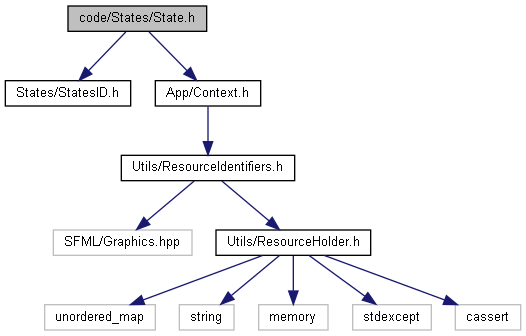 code/States/State.h
States/StatesID.h
App/Context.h
Utils/ResourceIdentifiers.h
SFML/Graphics.hpp
Utils/ResourceHolder.h
unordered_map
string
memory
stdexcept
cassert